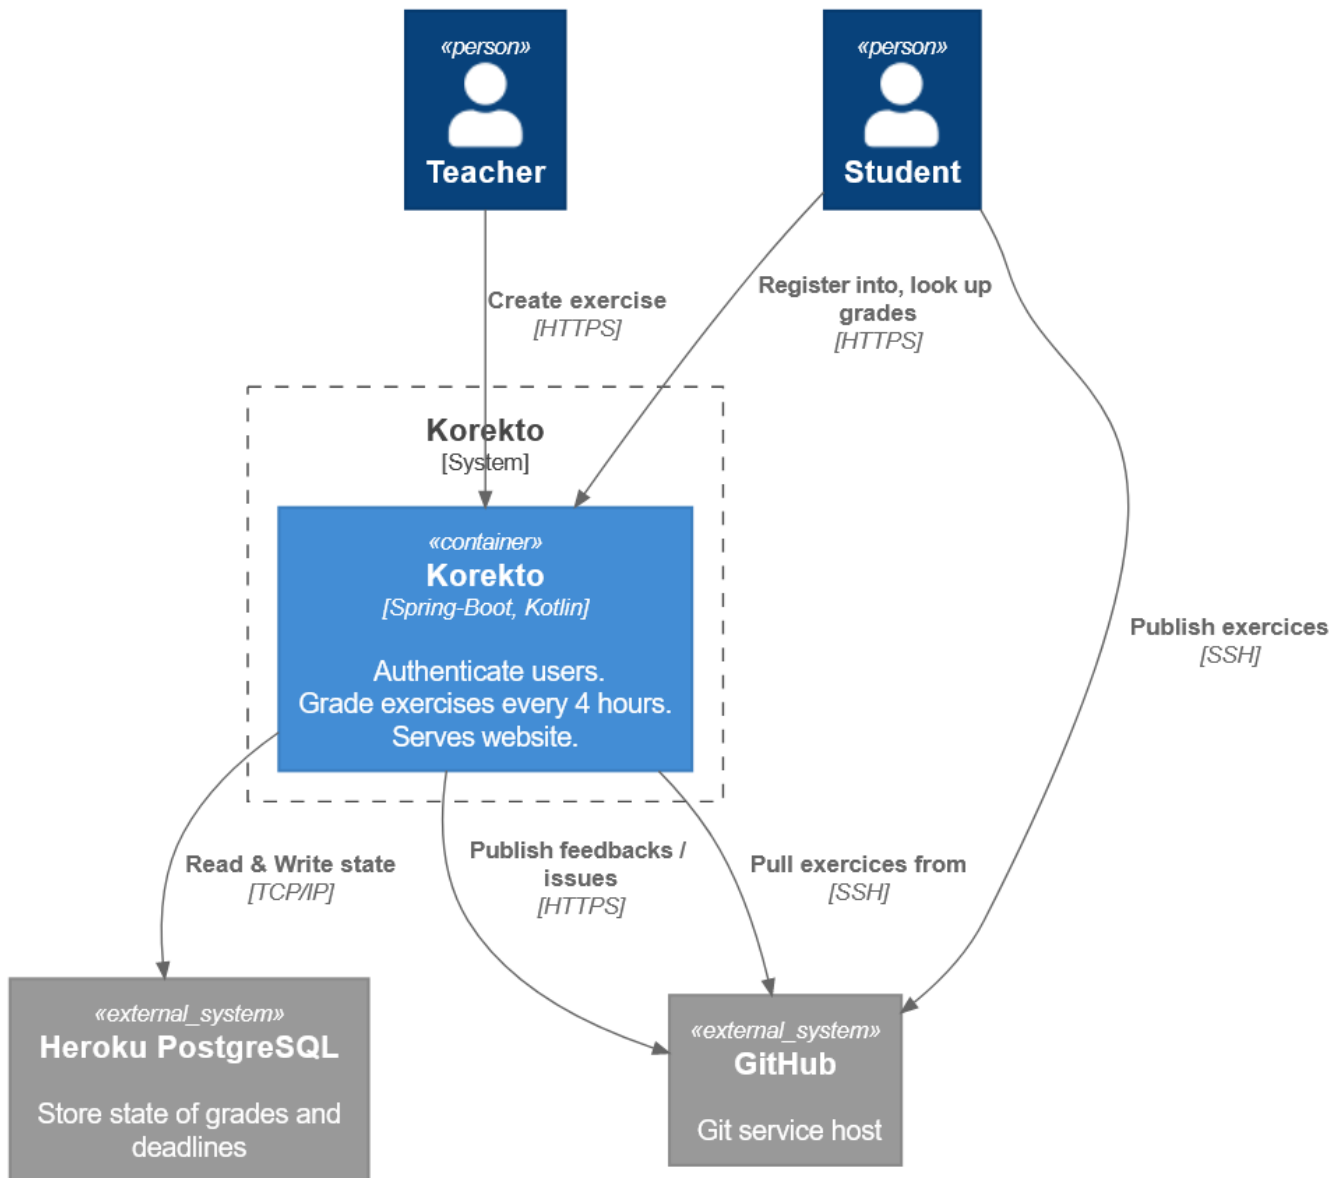 «person»
Teacher
«person»
Student
Create exercise
[HTTPS]
Register into, look up
grades
[HTTPS]
Korekto
[System]
«container»
Korekto
[Spring-Boot, Kotlin]
Authenticate users.
Grade exercises every 4 hours.
Serves website.
Publish exercices
[SSH]
Read & Write state
[TCP/IP]
Publish feedbacks /
issues
[HTTPS]
Pull exercices from
[SSH]
«external_system»
Heroku PostgreSQL
Store state of grades and
deadlines
«external_system»
GitHub
Git service host